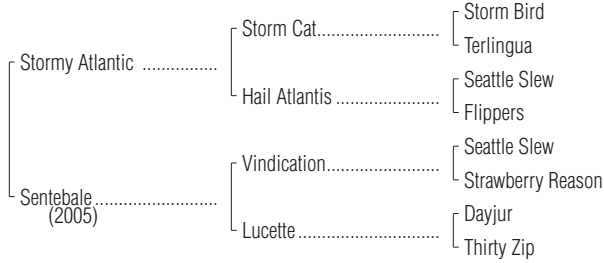 Storm Bird
Storm Cat..................
Terlingua
Stormy Atlantic ...............
Seattle Slew
Hail Atlantis .....................
Flippers
Seattle Slew
Vindication.......................
Strawberry Reason
Sentebale.........................
(2005)
Dayjur
Lucette.............................
Thirty Zip